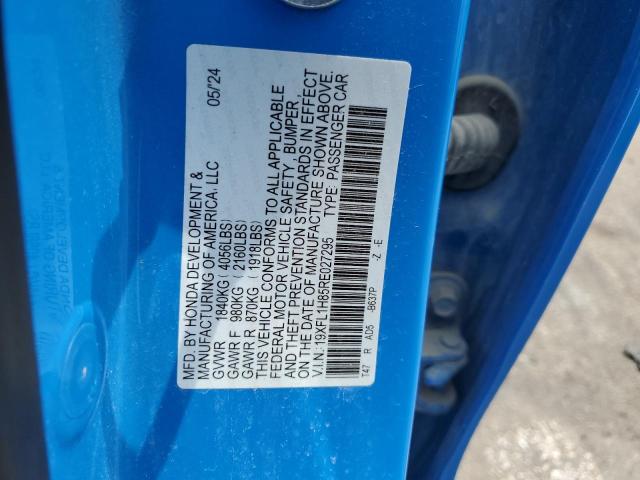 MFD. BY HONDA DEVELOPMENT & 05/24
MANUFACTURING OF AMERICA, LLC
GVWR 1840KG ( 4056LBS)
GAWR F 980KG ( 2160LBS)
GAWR R 870KG ( 1918LBS)
THIS VEHICLE CONFORMS TO ALL APPLICABLE
FEDERAL MOTOR VEHICLE SAFETY, BUMPER,
AND THEFT PREVENTION STANDARDS IN EFFECT
ON THE DATE OF MANUFACTURE SHOWN ABOVE.
V.I.N.: 19XFL1H85RE027295 TYPE: PASSENGER CAR
T47 R AD5 -B637P -Z -E